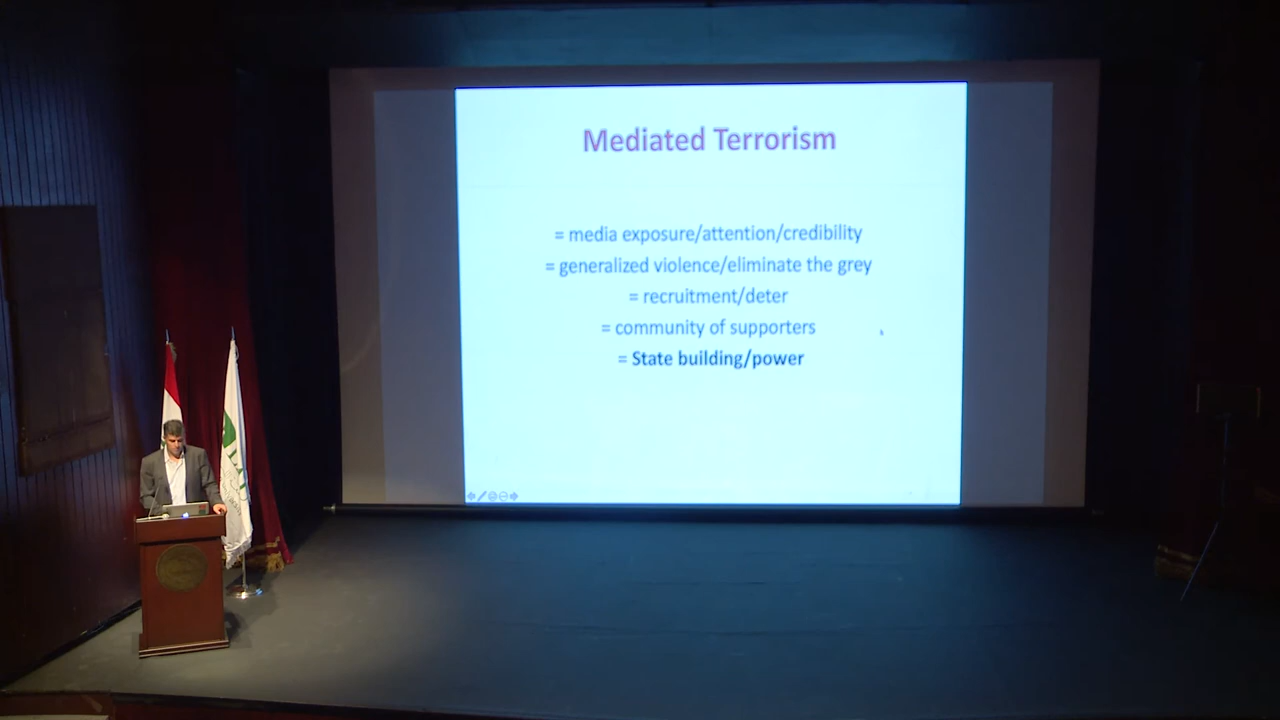 Mediated Terrorism
= media exposure/attention/credibility
= generalized violence/eliminate the grey
= recruitment/deter
= community of supporters
= State building/power